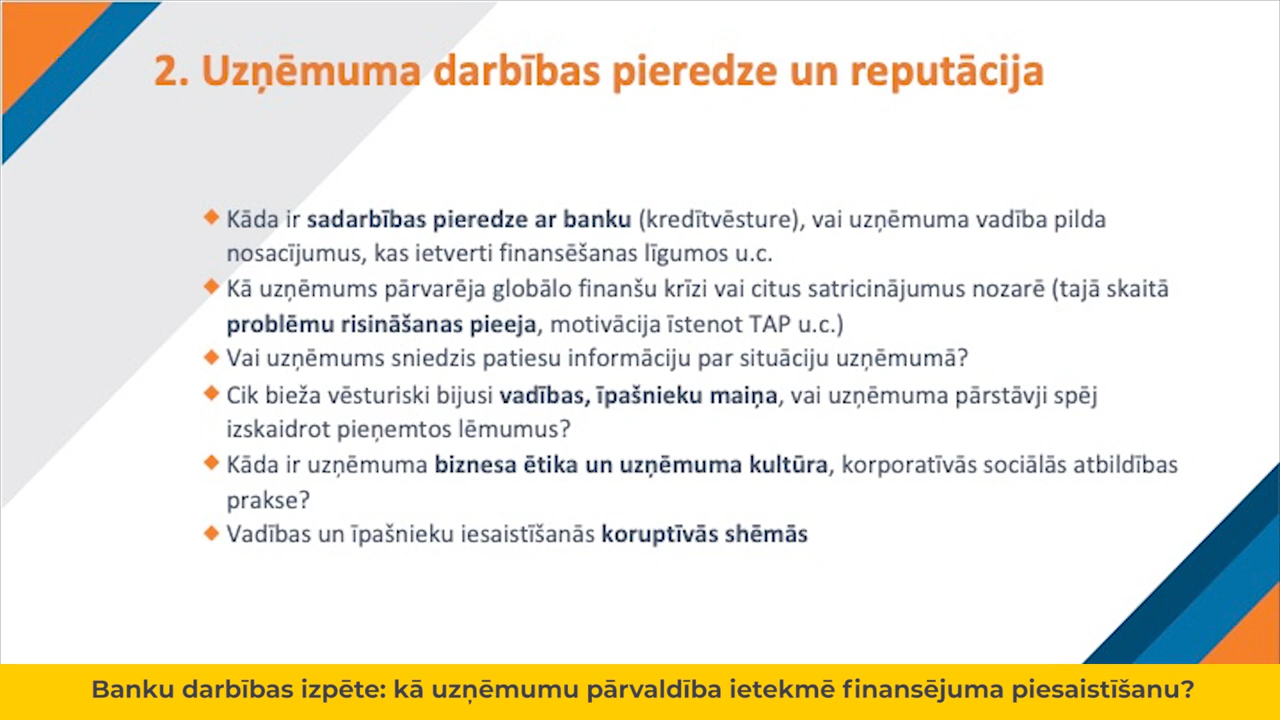 2. Uzņēmuma darbības pieredze un reputācija
Kāda ir sadarbības pieredze ar banku (kredītvēsture), vai uzņēmuma vadība pilda
nosacījumus, kas ietverti finansēšanas līgumos u.c.
Kā uzņēmums pārvarēja globālo finanšu krīzi vai citus satricinājumus nozarē (tajā skaitā
problēmu risināšanas pieeja, motivācija īstenot TAP u.c.)
Vai uzņēmums sniedzis patiesu informāciju par situāciju uzņēmumā?
Cik bieža vēsturiski bijusi vadības, īpašnieku maiņa, vai uzņēmuma pārstāvji spēj
izskaidrot pieņemtos lēmumus?
Kāda ir uzņēmuma biznesa ētika un uzņēmuma kultūra, korporatīvās sociālās atbildības
prakse?
Vadības un īpašnieku iesaistīšanās koruptīvās shēmās
Banku darbības izpēte: kā uzņēmumu pārvaldība ietekmē finansējuma piesaistīšanu?